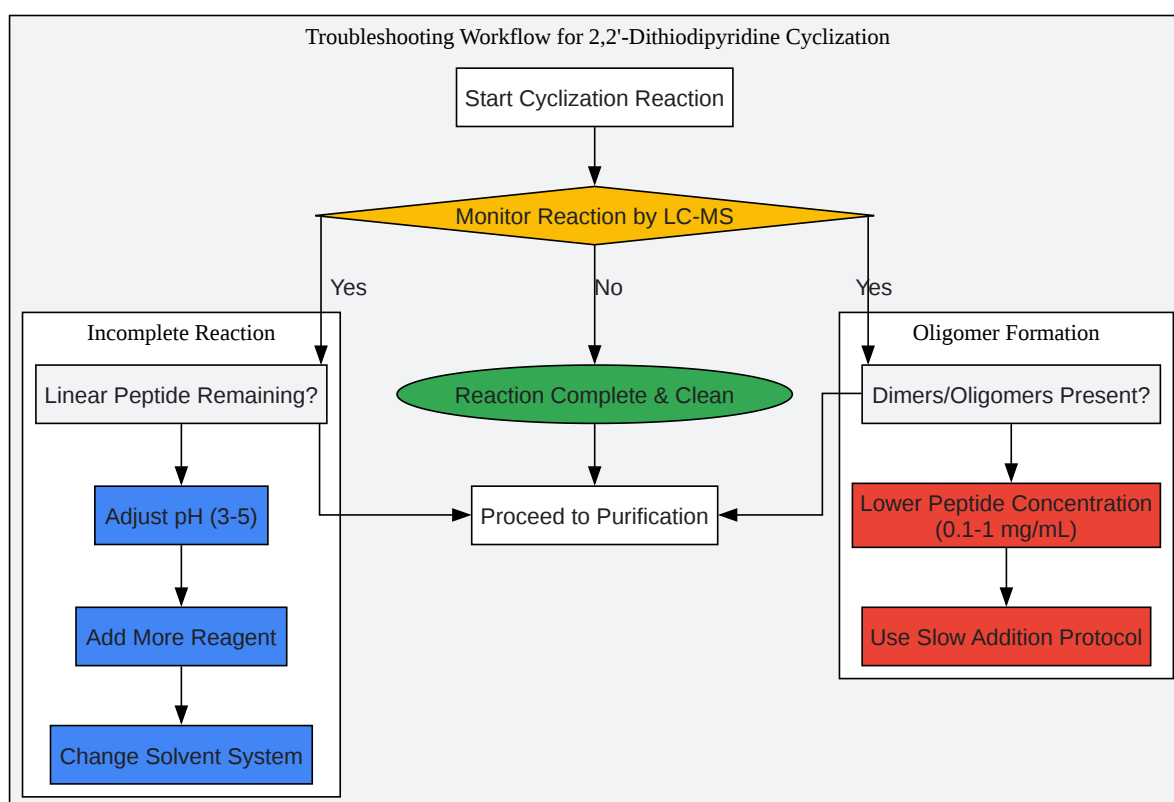 Troubleshooting Workflow for 2,2'-Dithiodipyridine Cyclization
Start Cyclization Reaction
Monitor Reaction by LC-MS
Yes
No
Yes
Incomplete Reaction
Linear Peptide Remaining?
Adjust pH (3-5)
Add More Reagent
Change Solvent System
Reaction Complete & Clean
Proceed to Purification
Oligomer Formation
Dimers/Oligomers Present?
Lower Peptide Concentration
(0.1-1 mg/mL)
Use Slow Addition Protocol